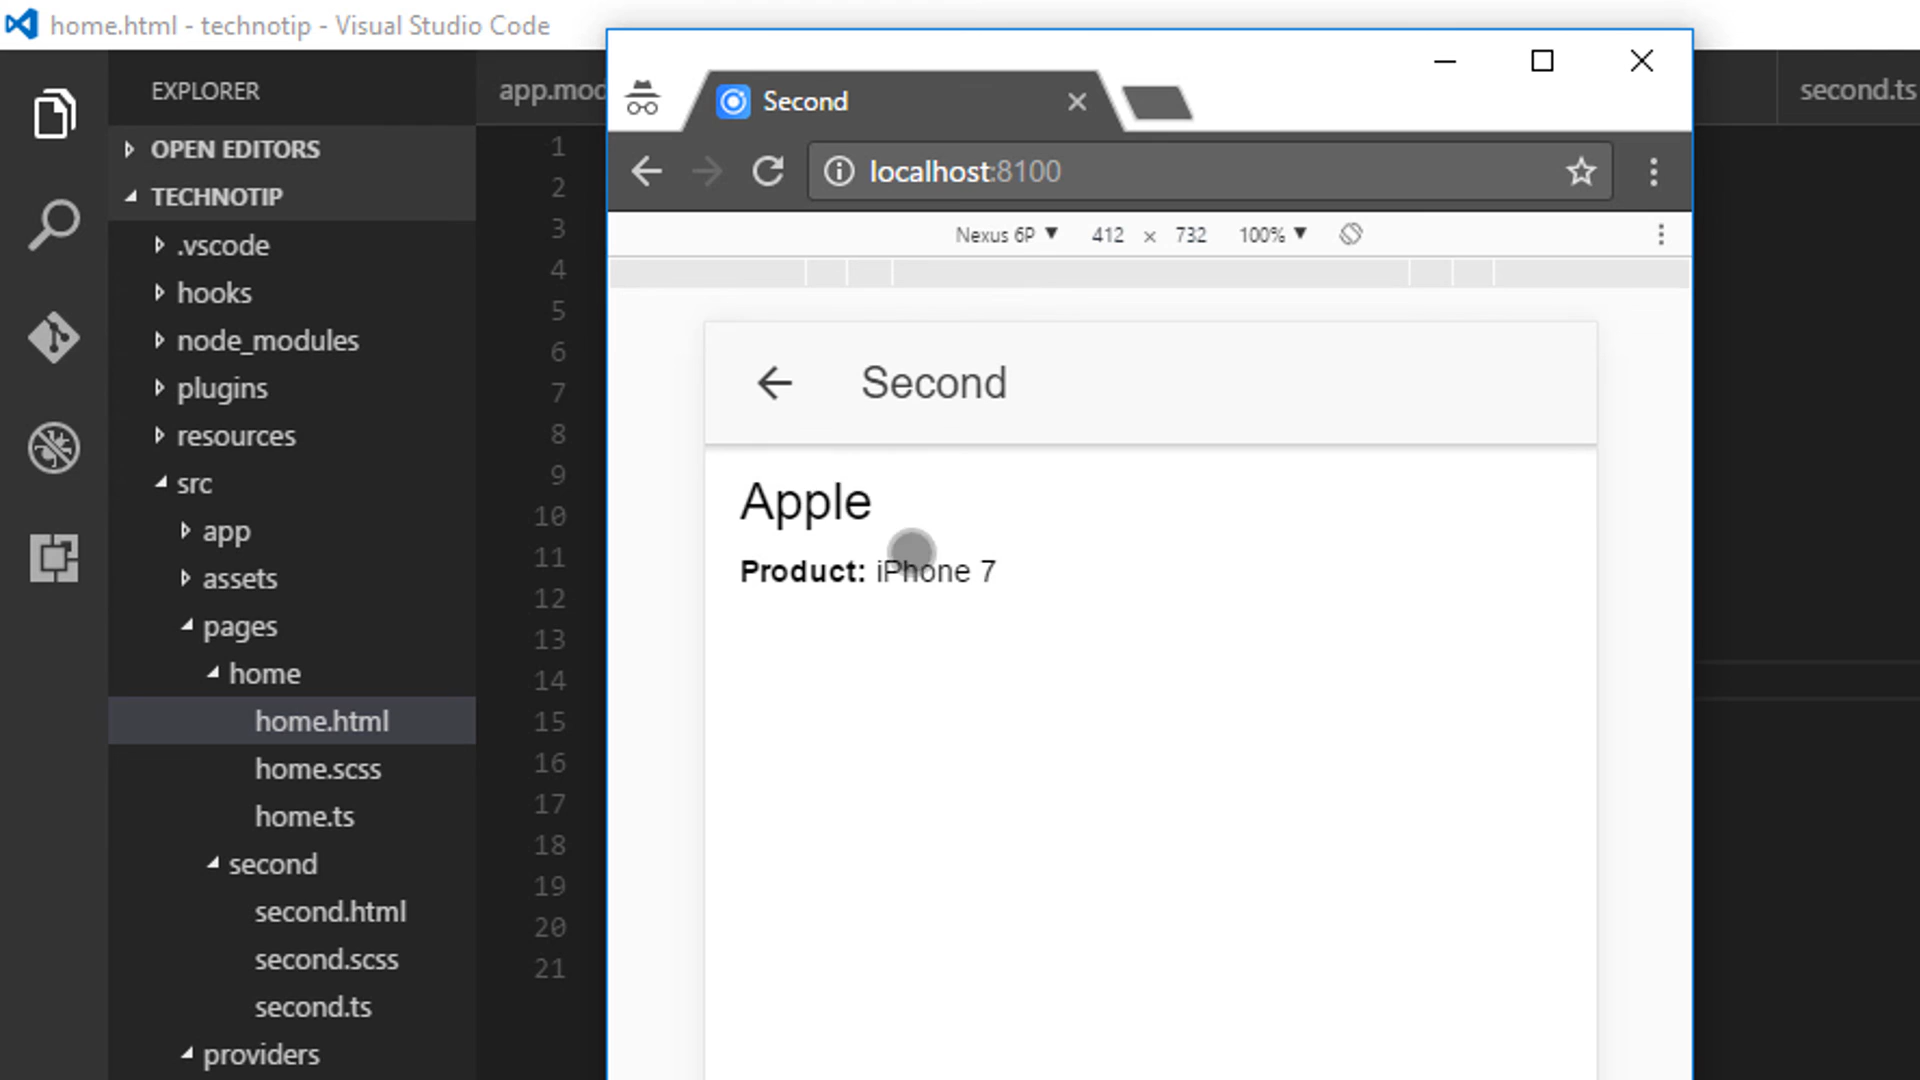 home.html - technotip - Visual Studio Code
EXPLORER
OPEN EDITORS
TECHNOTIP
.vscode
hooks
node_modules
plugins
resources
src
app
assets
pages
home
home.html
home.scss
home.ts
second
second.html
second.scss
second.ts
providers
app.mod
1
2
3
4
5
6
7
8
9
10
11
12
13
14
15
16
17
18
19
20
21
Second
localhost:8100
Nexus 6P ▼ 412 × 732 100% ▼
Second
Apple
Product: iPhone 7
second.ts